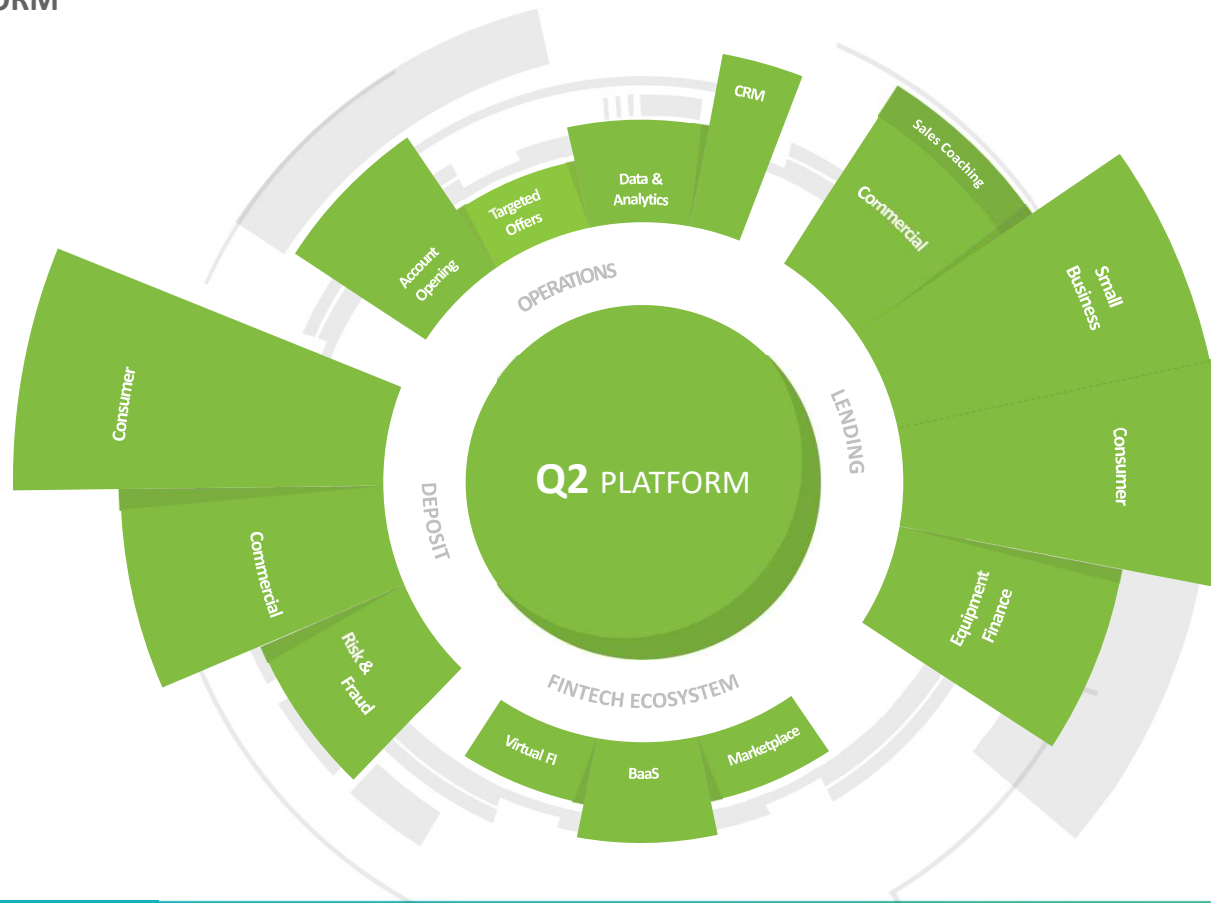 CRM
Sales Coaching
Commercial
Small
Business
Consumer
Equipment
Finance
LENDING
Data &
Analytics
Targeted
Offers
Account
Opening
OPERATIONS
Consumer
Commercial
Risk &
Fraud
DEPOSIT
Q2 PLATFORM
FINTECH ECOSYSTEM
Virtual FI
BaaS
Marketplace